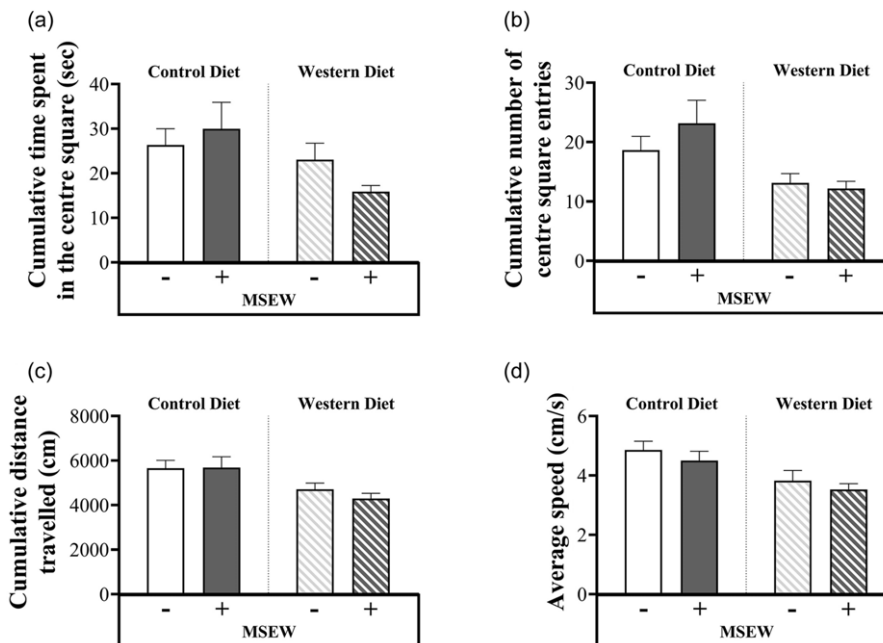 (a)
Control Diet Western Diet
Cumulative time spent
in the centre square (sec)
40
30
20
10
0
- + - +
MSEW
(b)
Control Diet Western Diet
Cumulative number of
centre square entries
30
20
10
0
- + - +
MSEW
(c)
Control Diet Western Diet
Cumulative distance
travelled (cm)
8000
6000
4000
2000
0
- + - +
MSEW
(d)
Control Diet Western Diet
Average speed (cm/s)
6
4
2
0
- + - +
MSEW